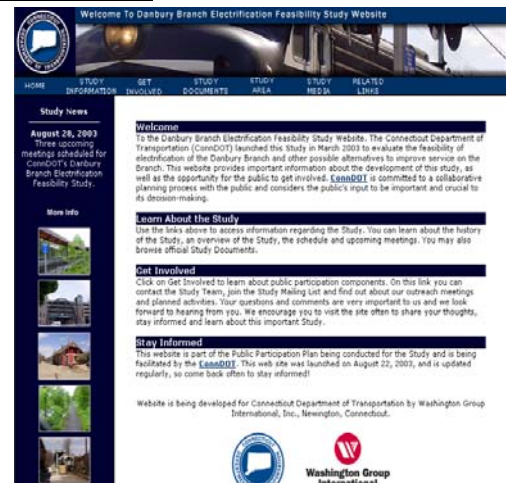 Welcome To Danbury Branch Electrification Feasibility Study Website
HOME
STUDY
INFORMATION
GET
INVOLVED
STUDY
DOCUMENTS
STUDY
AREA
STUDY
MEDIA
RELATED
LINKS
Study News
August 28, 2003
Three upcoming
meetings scheduled for
ConnDOT's Danbury
Branch Electrification
Feasibility Study.
More Info
Welcome
To the Danbury Branch Electrification Feasibility Study Website. The Connecticut Department of
Transportation (ConnDOT) launched this Study in March 2003 to evaluate the feasibility of
electrification of the Danbury Branch and other possible alternatives to improve service on the
Branch. This website provides important information about the development of this study, as
well as the opportunity for the public to get involved. ConnDOT is committed to a collaborative
planning process with the public and considers the public's input to be important and crucial to
its decision-making.
Learn About the Study
Use the links above to access information regarding the Study. You can learn about the history
of the Study, an overview of the Study, the schedule and upcoming meetings. You may also
browse official Study Documents.
Get Involved
Click on Get Involved to learn about public participation components. On this link you can
contact the Study Team, join the Study Mailing List and find out about our outreach meetings
and planned activities. Your questions and comments are very important to us and we look
forward to hearing from you. We encourage you to visit the site often to share your thoughts,
stay informed and learn about this important Study.
Stay Informed
This website is part of the Public Participation Plan being conducted for the Study and is being
facilitated by the ConnDOT. This web site was launched on August 22, 2003, and is updated
regularly, so come back often to stay informed!
Website is being developed for Connecticut Department of Transportation by Washington Group
International, Inc., Newington, Connecticut.
Washington Group
International